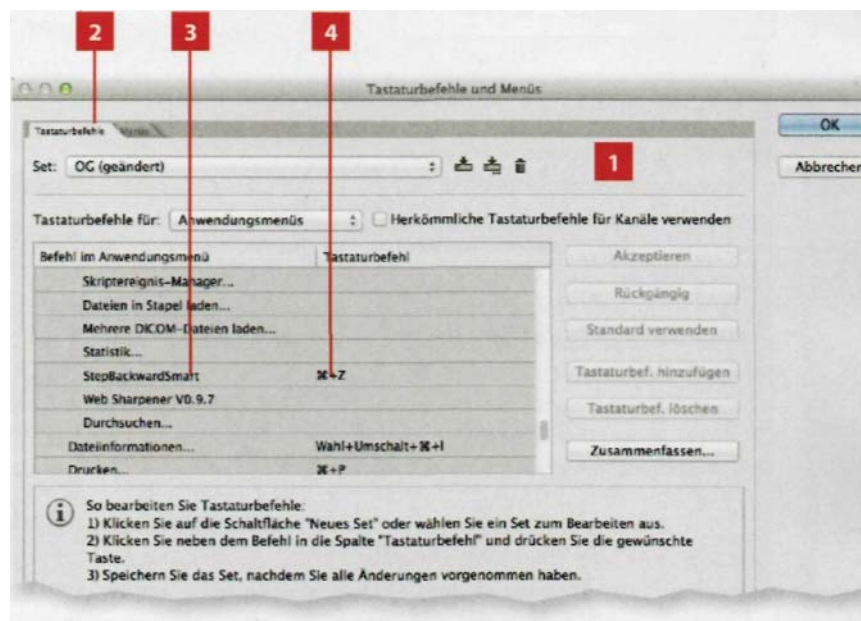 2 3 4
Tastaturbefehle und Menüs
Tastaturbefehle Menüs
OK
Set: OG (geändert)
1
Abbrechen
Tastaturbefehle für: Anwendungsmenüs Herkömmliche Tastaturbefehle für Kanäle verwenden
Befehl im Anwendungsmenü Tastaturbefehl
Akzeptieren
Skriptereignis-Manager...
Rückgängig
Dateien in Stapel laden...
Mehrere DICOM-Dateien laden...
Standard verwenden
Statistik...
StepBackwardSmart ⌘+Z
Tastaturbef. hinzufügen
Web Sharpener V0.9.7
Tastaturbef. löschen
Durchsuchen...
Dateiinformationen... Wahl+Umschalt+⌘+I
Zusammenfassen...
Drucken... ⌘+P
So bearbeiten Sie Tastaturbefehle:
1) Klicken Sie auf die Schaltfläche "Neues Set" oder wählen Sie ein Set zum Bearbeiten aus.
2) Klicken Sie neben dem Befehl in die Spalte "Tastaturbefehl" und drücken Sie die gewünschte
Taste.
3) Speichern Sie das Set, nachdem Sie alle Änderungen vorgenommen haben.